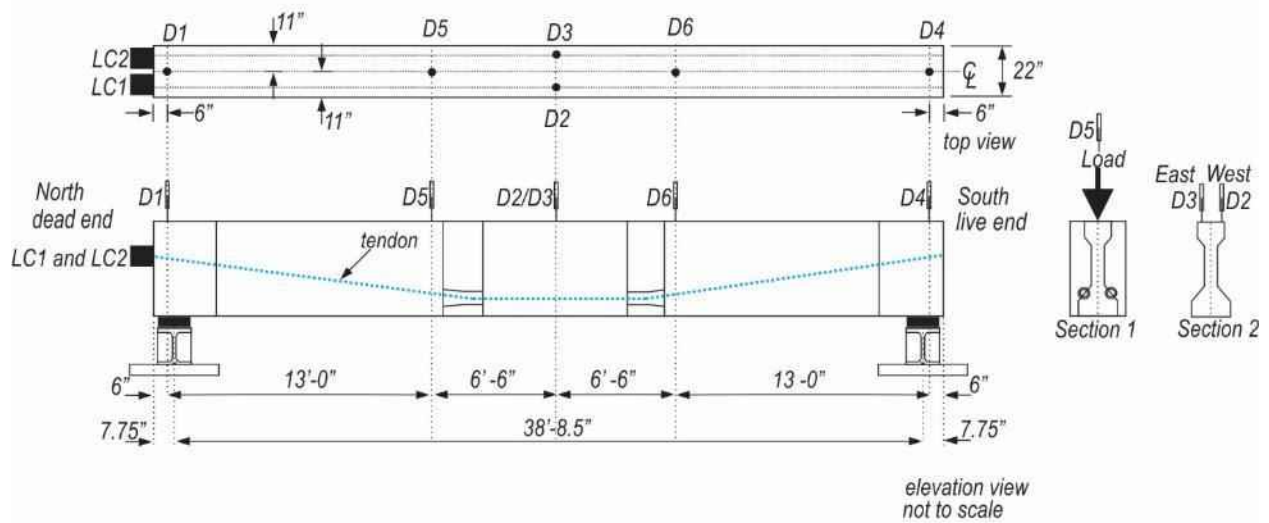 11”
D1 D5 D3 D6 D4
LC2
LC1
℄
22”
6”
11”
D2
6”
top view
D5
Load
North
dead end
D1 D5 D2/D3 D6 D4
South
live end
East West
D3 D2
LC1 and LC2
tendon
Section 1
Section 2
6”
13’-0” 6’-6” 6’-6” 13 -0”
6”
7.75” 38’-8.5” 7.75”
elevation view
not to scale